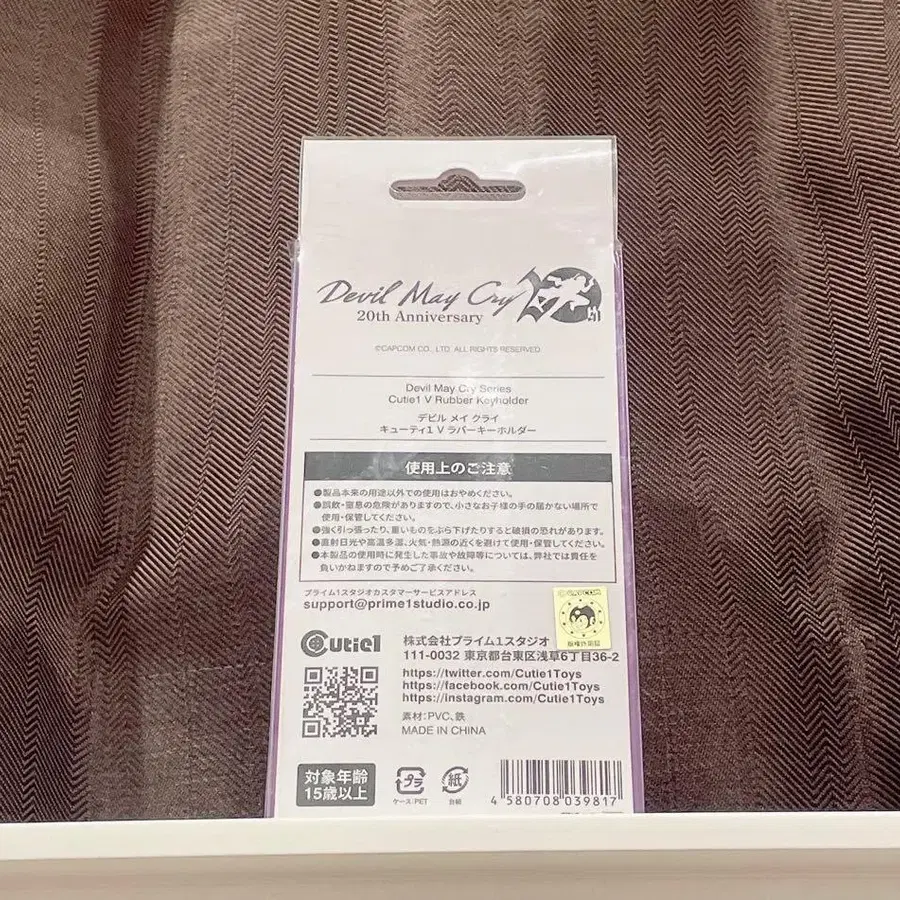 Devil May Cry
20th Anniversary
20th
©CAPCOM CO., LTD. ALL RIGHTS RESERVED
Devil May Cry Series
Cutie1 V Rubber Keyholder
デビル メイ クライ
キューティ1 V ラバーキーホルダー
使用上のご注意
●製品本来の用途以外での使用はおやめください。
●誤飲・窒息の危険がありますので、小さなお子様の手の届かない場所で
使用・保管してください。
●強く引っ張ったり、重いものをぶら下げたりすると破損の恐れがあります。
●直射日光や高温多湿、火気・熱源の近くを避けて使用・保管してください。
●本製品の使用時に発生した事故や故障等については、弊社では責任を
負いかねますので予めご了承ください。
プライム1スタジオカスタマーサービスアドレス
support@prime1studio.co.jp
CAPCOM
版権許諾証
Cutie1
株式会社プライム1スタジオ
111-0032 東京都台東区浅草6丁目36-2
https://twitter.com/Cutie1Toys
https://facebook.com/Cutie1Toys
https://instagram.com/Cutie1Toys
素材:PVC、鉄
MADE IN CHINA
対象年齢
15歳以上
プラ
ケース:PET
紙
台紙
4 580708 039817